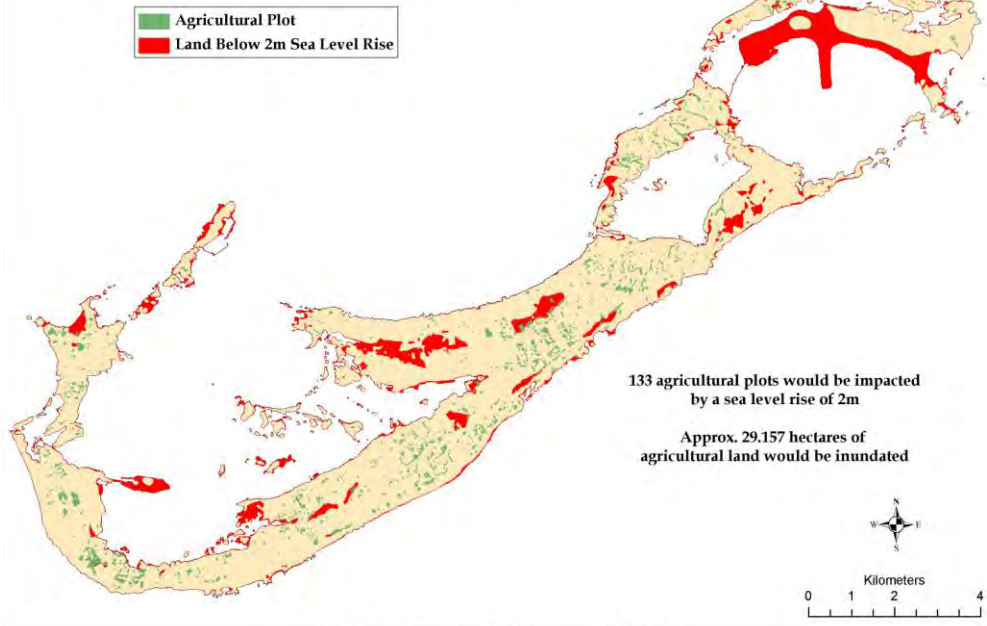 Agricultural Plot
Land Below 2m Sea Level Rise
133 agricultural plots would be impacted
by a sea level rise of 2m
Approx. 29.157 hectares of
agricultural land would be inundated
N
W E
S
Kilometers
0 1 2 4